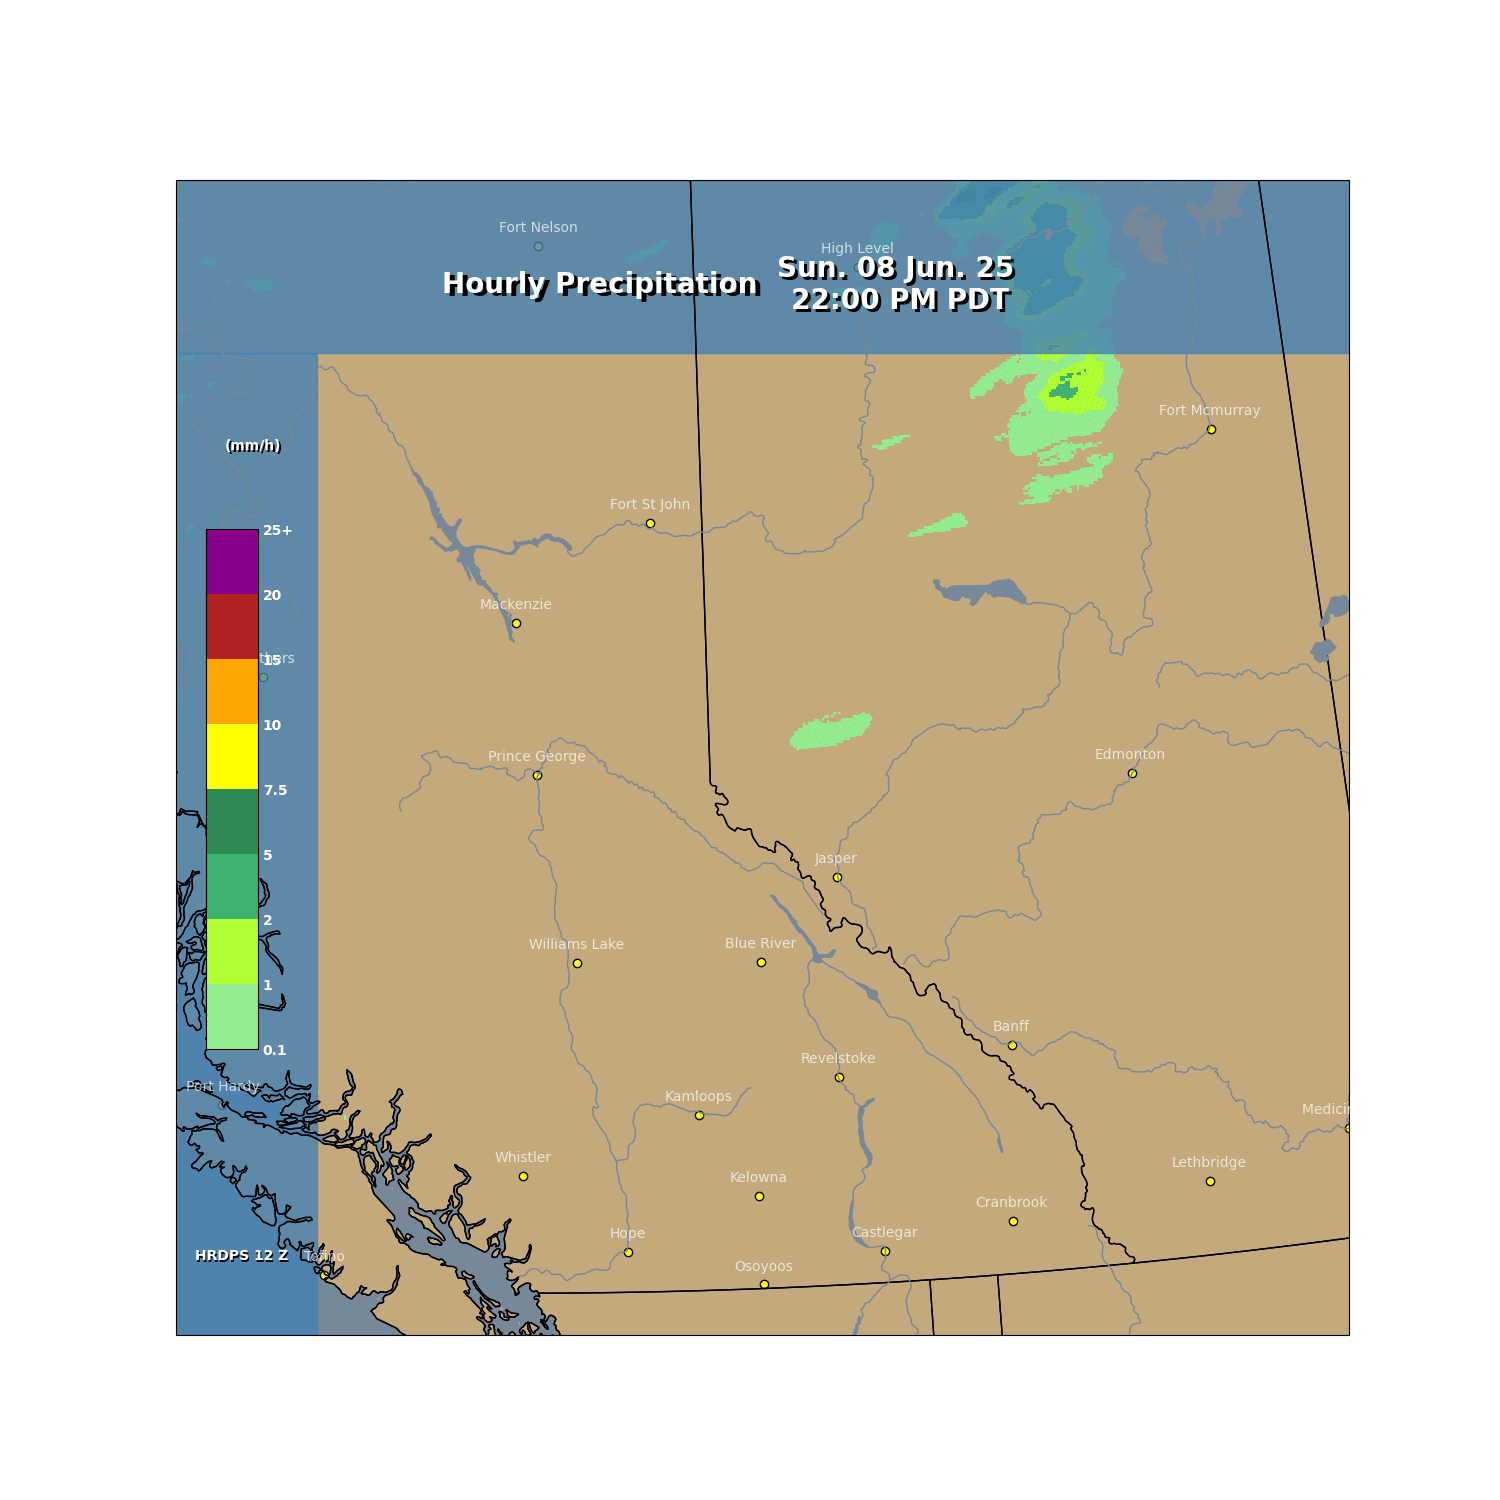 Fort Nelson
High Level
Hourly Precipitation
Sun. 08 Jun. 25
22:00 PM PDT
Fort Mcmurray
(mm/h)
Fort St John
25+
20
15
10
7.5
5
2
1
0.1
Mackenzie
thers
Prince George
Edmonton
Jasper
Williams Lake
Blue River
Banff
Revelstoke
Port Hardy
Kamloops
Medicin
Whistler
Lethbridge
Kelowna
Cranbrook
Hope
Castlegar
HRDPS 12 Z
Tofino
Osoyoos